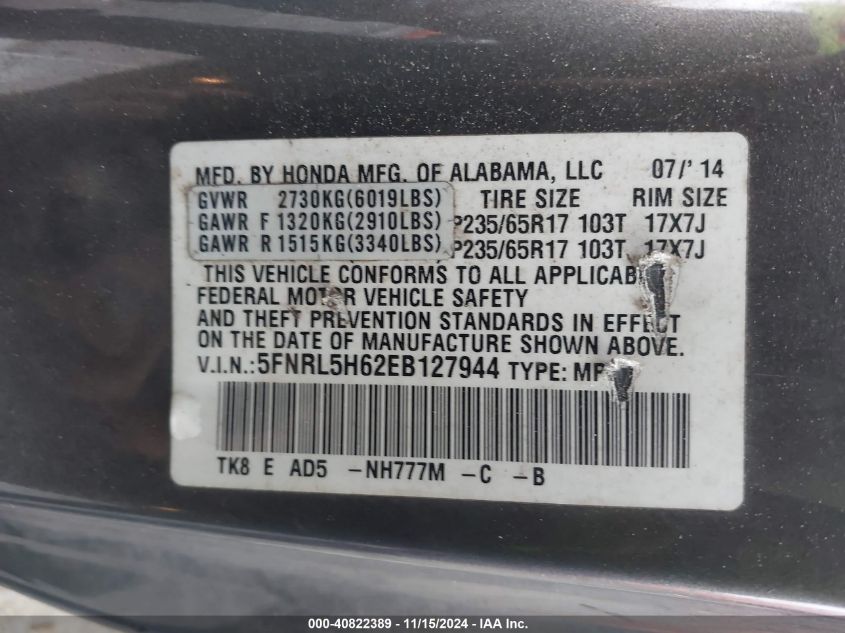 MFD. BY HONDA MFG. OF ALABAMA, LLC 07/' 14
GVWR 2730KG(6019LBS) TIRE SIZE RIM SIZE
GAWR F 1320KG(2910LBS) P235/65R17 103T 17X7J
GAWR R 1515KG(3340LBS) P235/65R17 103T 17X7J
THIS VEHICLE CONFORMS TO ALL APPLICAB
FEDERAL MOTOR VEHICLE SAFETY
AND THEFT PREVENTION STANDARDS IN EFFECT
ON THE DATE OF MANUFACTURE SHOWN ABOVE.
V.I.N.:5FNRL5H62EB127944 TYPE:
TK8 E AD5 -NH777M -C -B
000-40822389 - 11/15/2024 - IAA Inc.